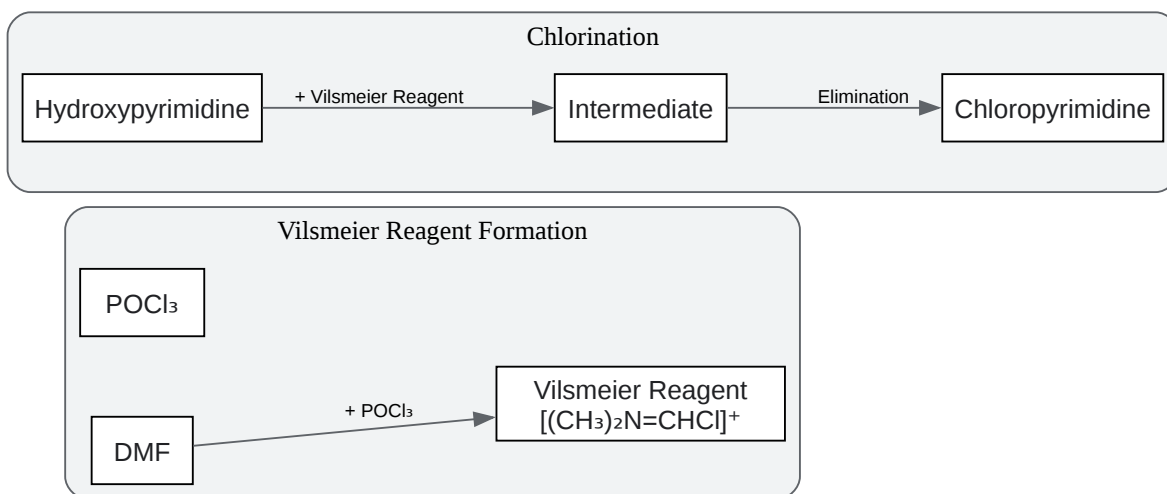 Chlorination
Hydroxypyrimidine
+ Vilsmeier Reagent
Intermediate
Elimination
Chloropyrimidine
Vilsmeier Reagent Formation
POCl₃
DMF
+ POCl₃
Vilsmeier Reagent
[(CH₃)₂N=CHCl]⁺